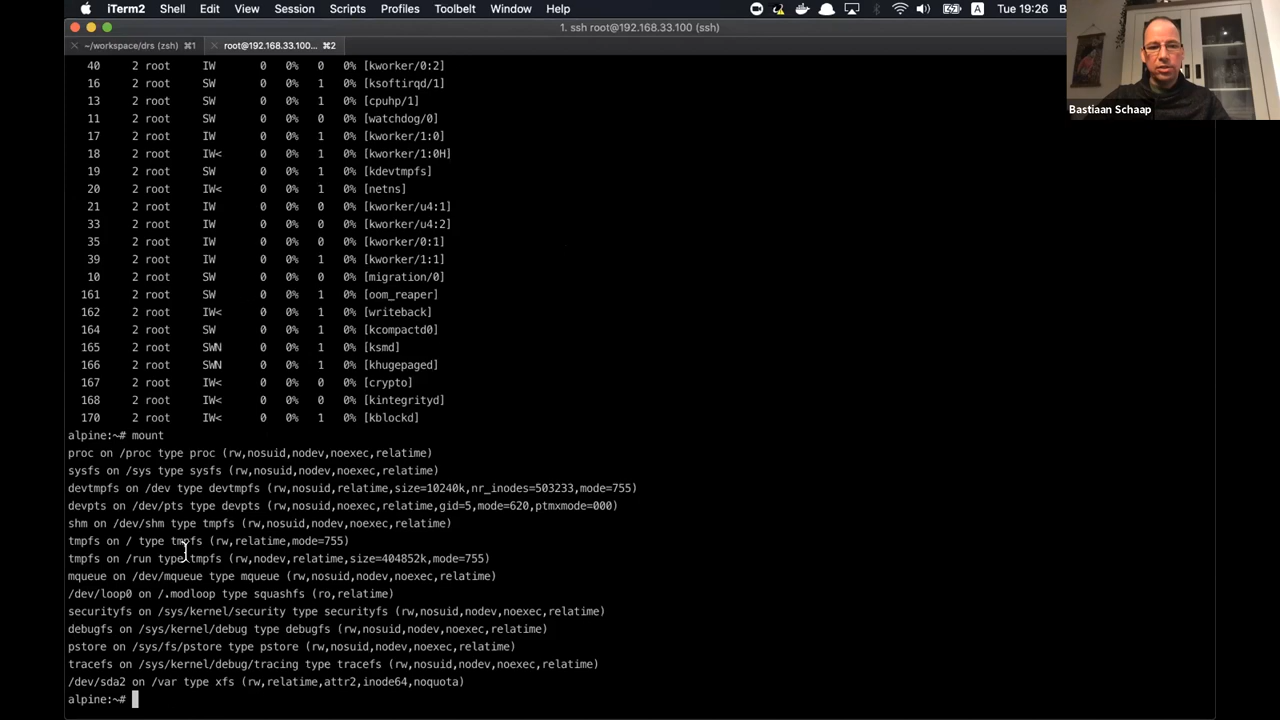 iTerm2 Shell Edit View Session Scripts Profiles Toolbelt Window Help A Tue 19:26 B
1. ssh root@192.168.33.100 (ssh)
~/workspace/drs (zsh) ⌘1 root@192.168.33.100... ⌘2
Bastiaan Schaap
40 2 root IW 0 0% 0 0% [kworker/0:2]
16 2 root SW 0 0% 1 0% [ksoftirqd/1]
13 2 root SW 0 0% 1 0% [cpuhp/1]
11 2 root SW 0 0% 0 0% [watchdog/0]
17 2 root IW 0 0% 1 0% [kworker/1:0]
18 2 root IW< 0 0% 1 0% [kworker/1:0H]
19 2 root SW 0 0% 1 0% [kdevtmpfs]
20 2 root IW< 0 0% 1 0% [netns]
21 2 root IW 0 0% 0 0% [kworker/u4:1]
33 2 root IW 0 0% 0 0% [kworker/u4:2]
35 2 root IW 0 0% 0 0% [kworker/0:1]
39 2 root IW 0 0% 1 0% [kworker/1:1]
10 2 root SW 0 0% 0 0% [migration/0]
161 2 root SW 0 0% 1 0% [oom_reaper]
162 2 root IW< 0 0% 1 0% [writeback]
164 2 root SW 0 0% 1 0% [kcompactd0]
165 2 root SWN 0 0% 1 0% [ksmd]
166 2 root SWN 0 0% 1 0% [khugepaged]
167 2 root IW< 0 0% 0 0% [crypto]
168 2 root IW< 0 0% 0 0% [kintegrityd]
170 2 root IW< 0 0% 1 0% [kblockd]
alpine:~# mount
proc on /proc type proc (rw,nosuid,nodev,noexec,relatime)
sysfs on /sys type sysfs (rw,nosuid,nodev,noexec,relatime)
devtmpfs on /dev type devtmpfs (rw,nosuid,relatime,size=10240k,nr_inodes=503233,mode=755)
devpts on /dev/pts type devpts (rw,nosuid,noexec,relatime,gid=5,mode=620,ptmxmode=000)
shm on /dev/shm type tmpfs (rw,nosuid,nodev,noexec,relatime)
tmpfs on / type tmpfs (rw,relatime,mode=755)
tmpfs on /run type tmpfs (rw,nodev,relatime,size=404852k,mode=755)
mqueue on /dev/mqueue type mqueue (rw,nosuid,nodev,noexec,relatime)
/dev/loop0 on /.modloop type squashfs (ro,relatime)
securityfs on /sys/kernel/security type securityfs (rw,nosuid,nodev,noexec,relatime)
debugfs on /sys/kernel/debug type debugfs (rw,nosuid,nodev,noexec,relatime)
pstore on /sys/fs/pstore type pstore (rw,nosuid,nodev,noexec,relatime)
tracefs on /sys/kernel/debug/tracing type tracefs (rw,nosuid,nodev,noexec,relatime)
/dev/sda2 on /var type xfs (rw,relatime,attr2,inode64,noquota)
alpine:~#